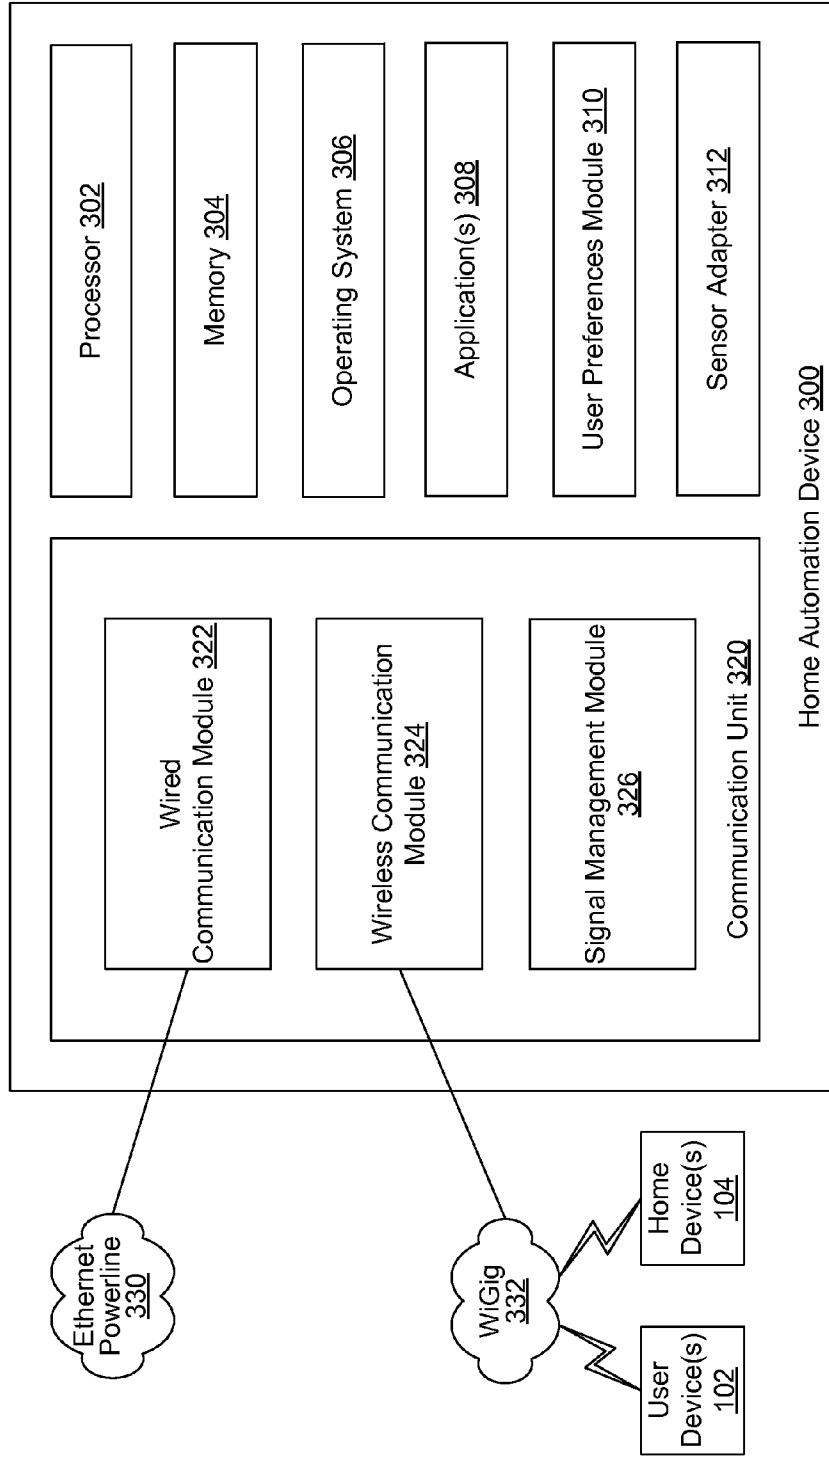 Ethernet
Powerline
330
WiGig
332
User
Device(s)
102
Home
Device(s)
104
Wired
Communication Module 322
Wireless Communication
Module 324
Signal Management Module
326
Communication Unit 320
Processor 302
Memory 304
Operating System 306
Application(s) 308
User Preferences Module 310
Sensor Adapter 312
Home Automation Device 300